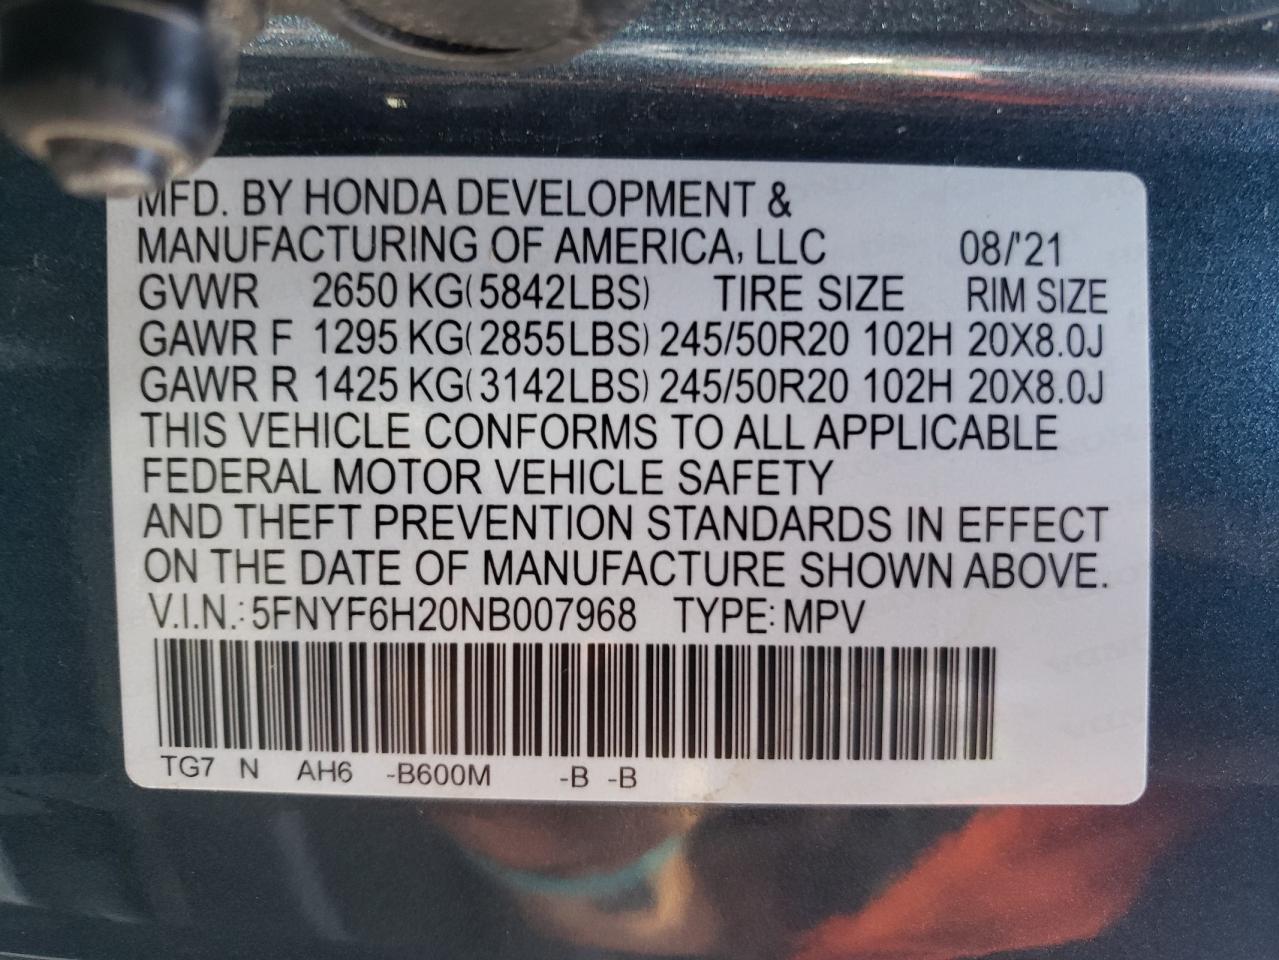 MFD. BY HONDA DEVELOPMENT &
MANUFACTURING OF AMERICA, LLC 08/'21
GVWR 2650 KG(5842LBS) TIRE SIZE RIM SIZE
GAWR F 1295 KG(2855LBS) 245/50R20 102H 20X8.0J
GAWR R 1425 KG(3142LBS) 245/50R20 102H 20X8.0J
THIS VEHICLE CONFORMS TO ALL APPLICABLE
FEDERAL MOTOR VEHICLE SAFETY
AND THEFT PREVENTION STANDARDS IN EFFECT
ON THE DATE OF MANUFACTURE SHOWN ABOVE.
V.I.N.: 5FNYF6H20NB007968 TYPE: MPV
TG7 N AH6 -B600M -B -B